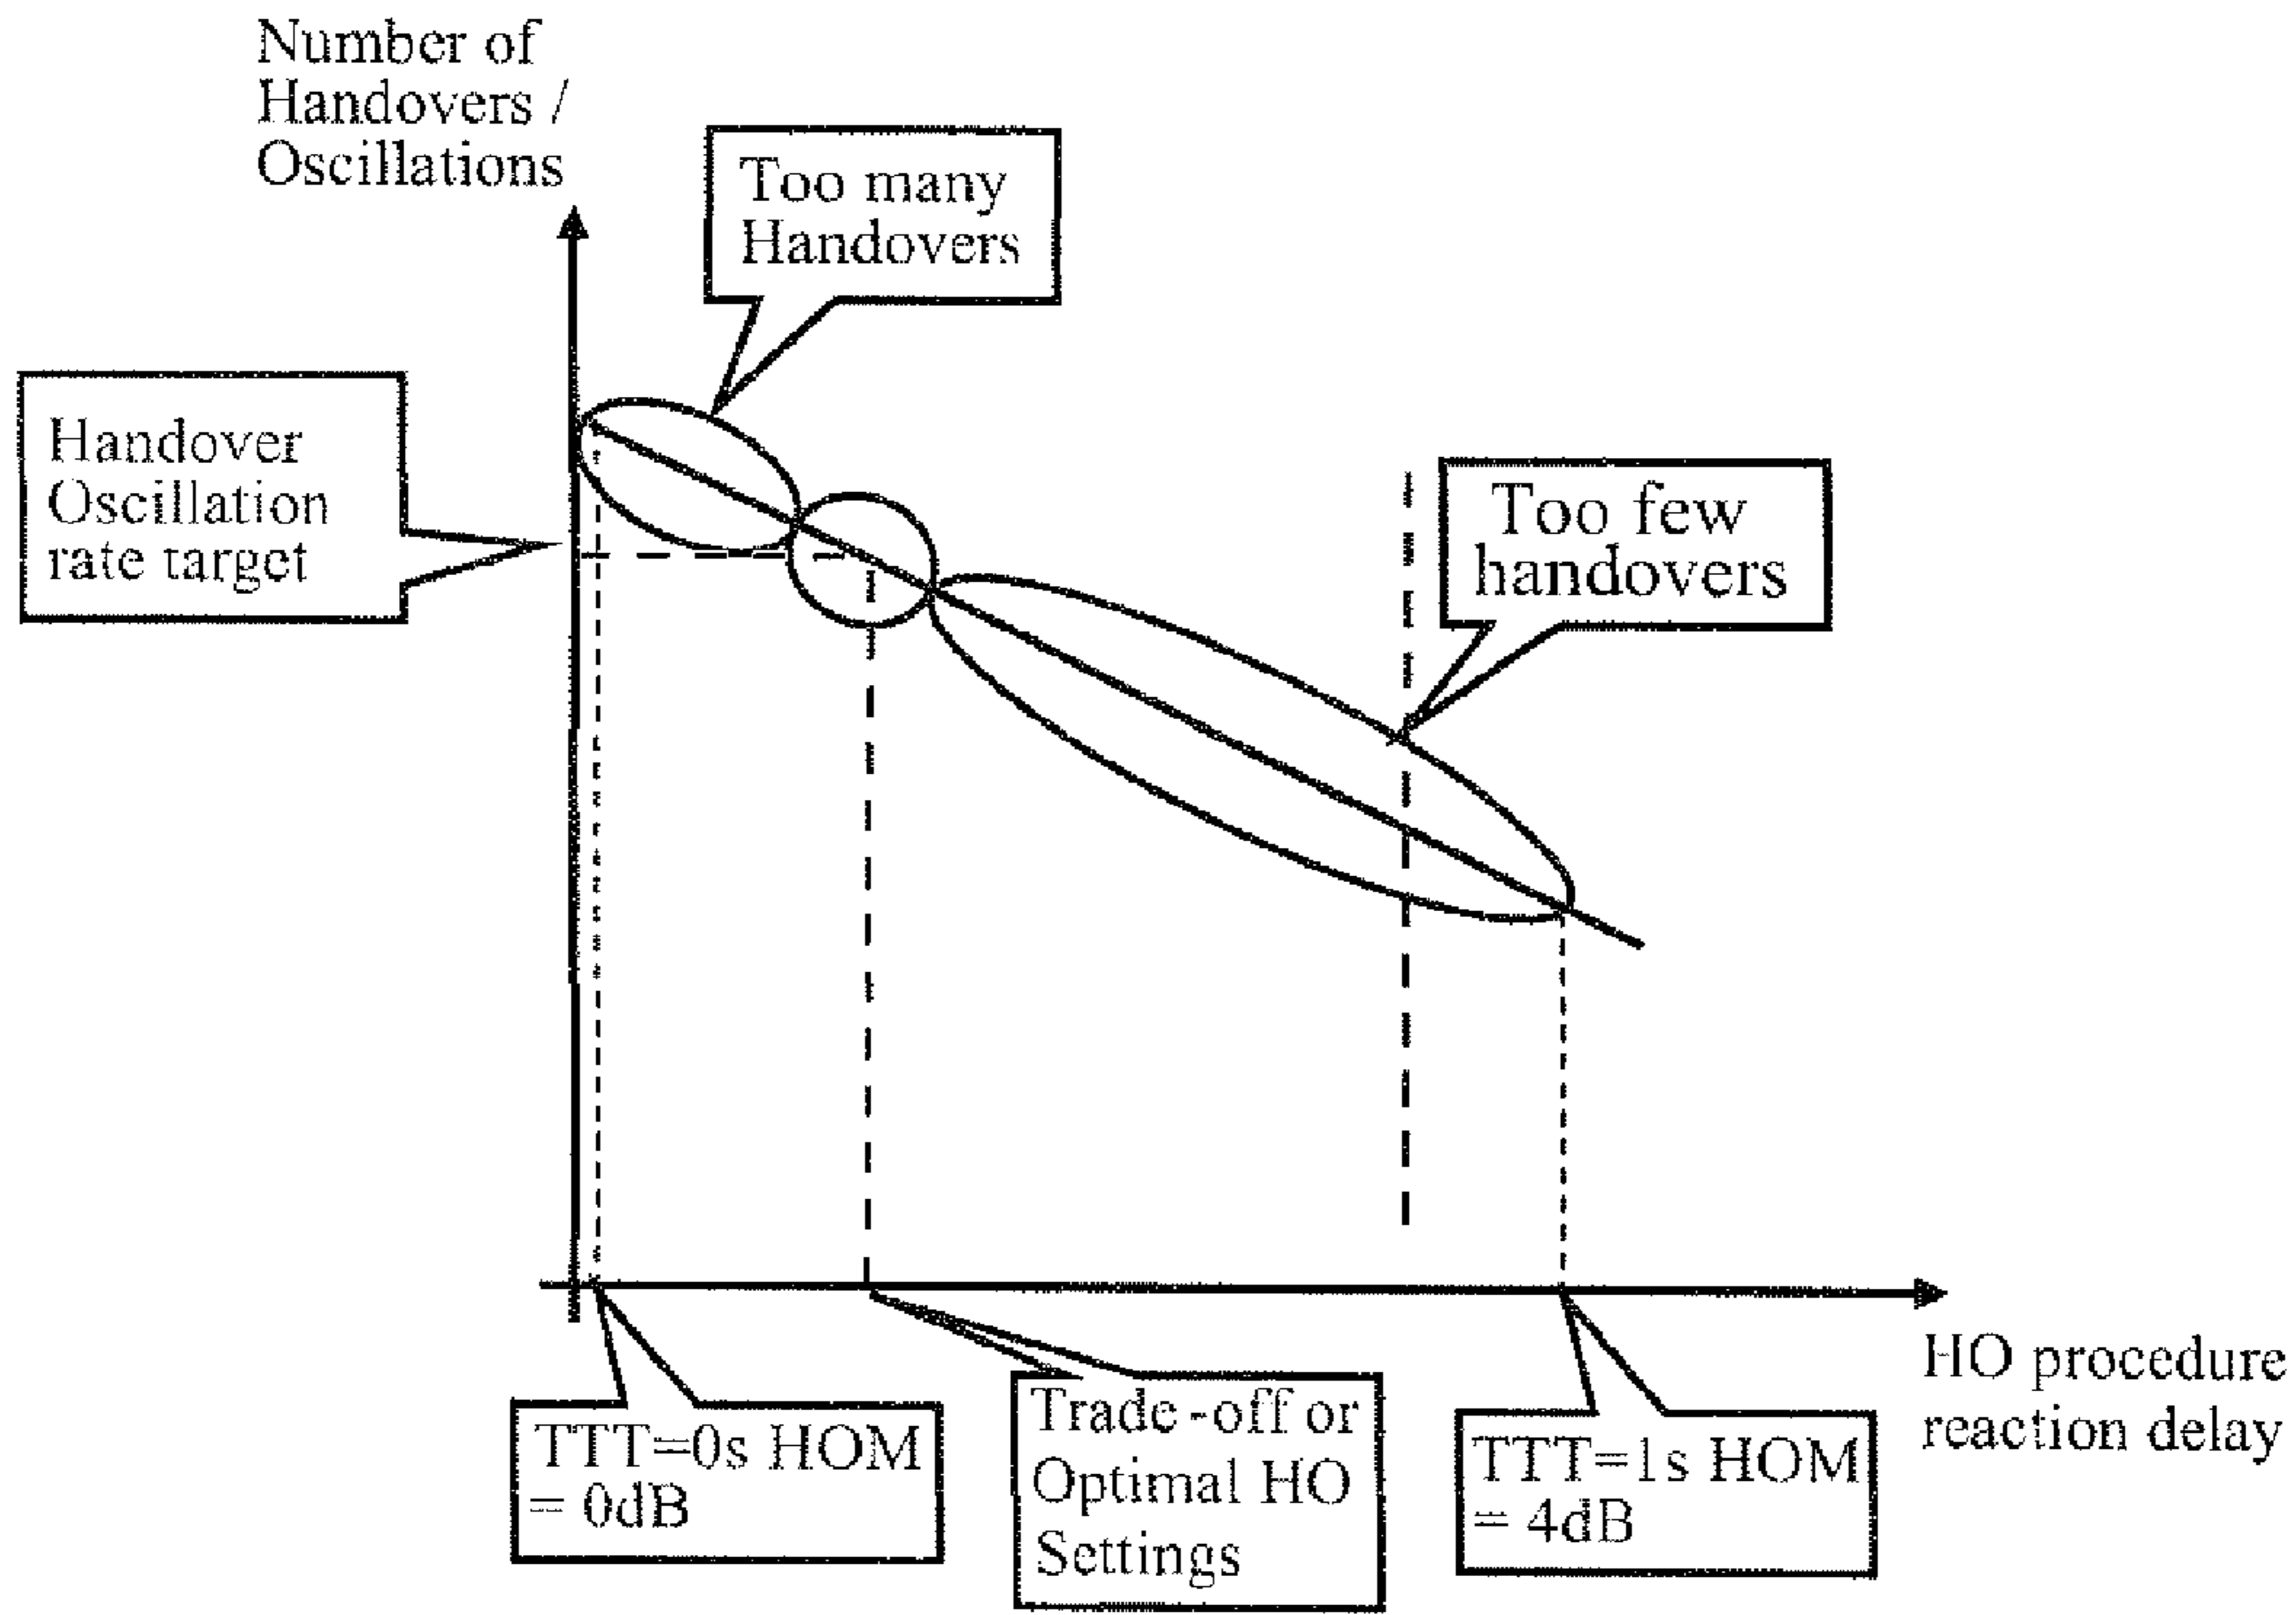 Number of
Handovers /
Oscillations
Too many
Handovers
Handover
Oscillation
rate target
Too few
handovers
HO procedure
reaction delay
TTT=0s HOM
= 0dB
Trade-off or
Optimal HO
Settings
TTT=1s HOM
= 4dB